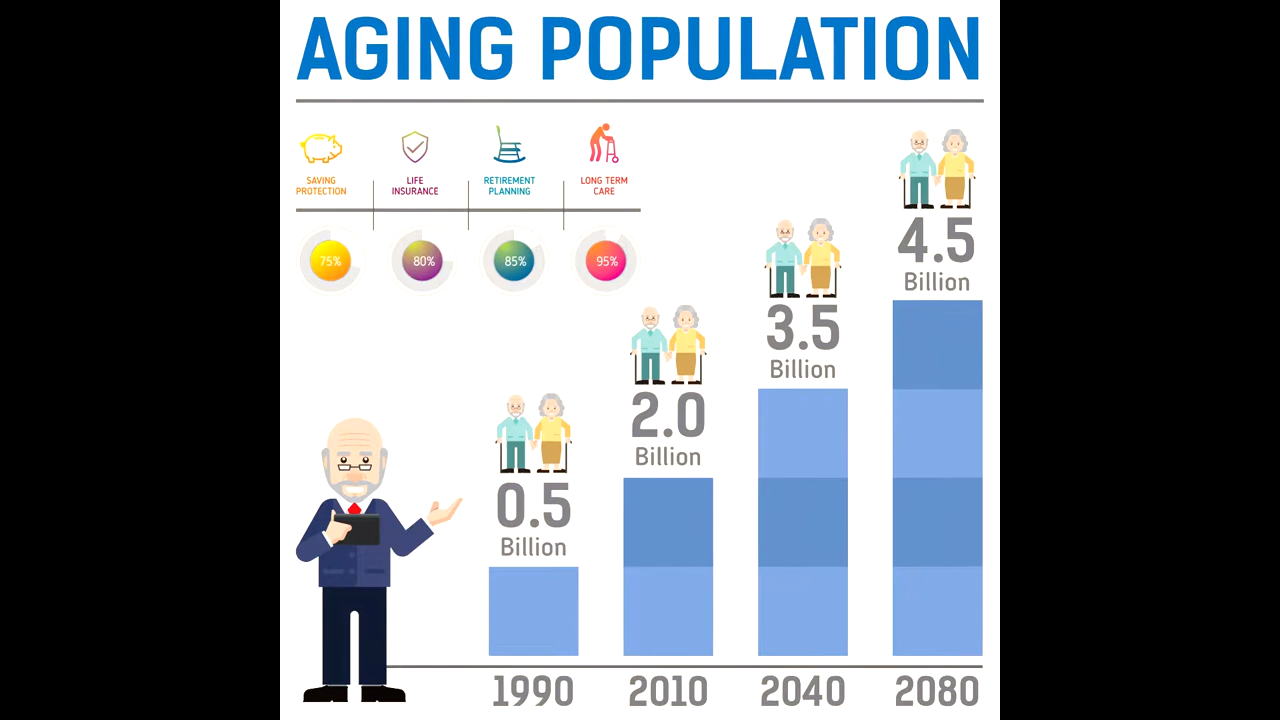 AGING POPULATION
SAVING
PROTECTION
LIFE
INSURANCE
RETIREMENT
PLANNING
LONG TERM
CARE
75%
80%
85%
95%
0.5
Billion
2.0
Billion
3.5
Billion
4.5
Billion
1990
2010
2040
2080